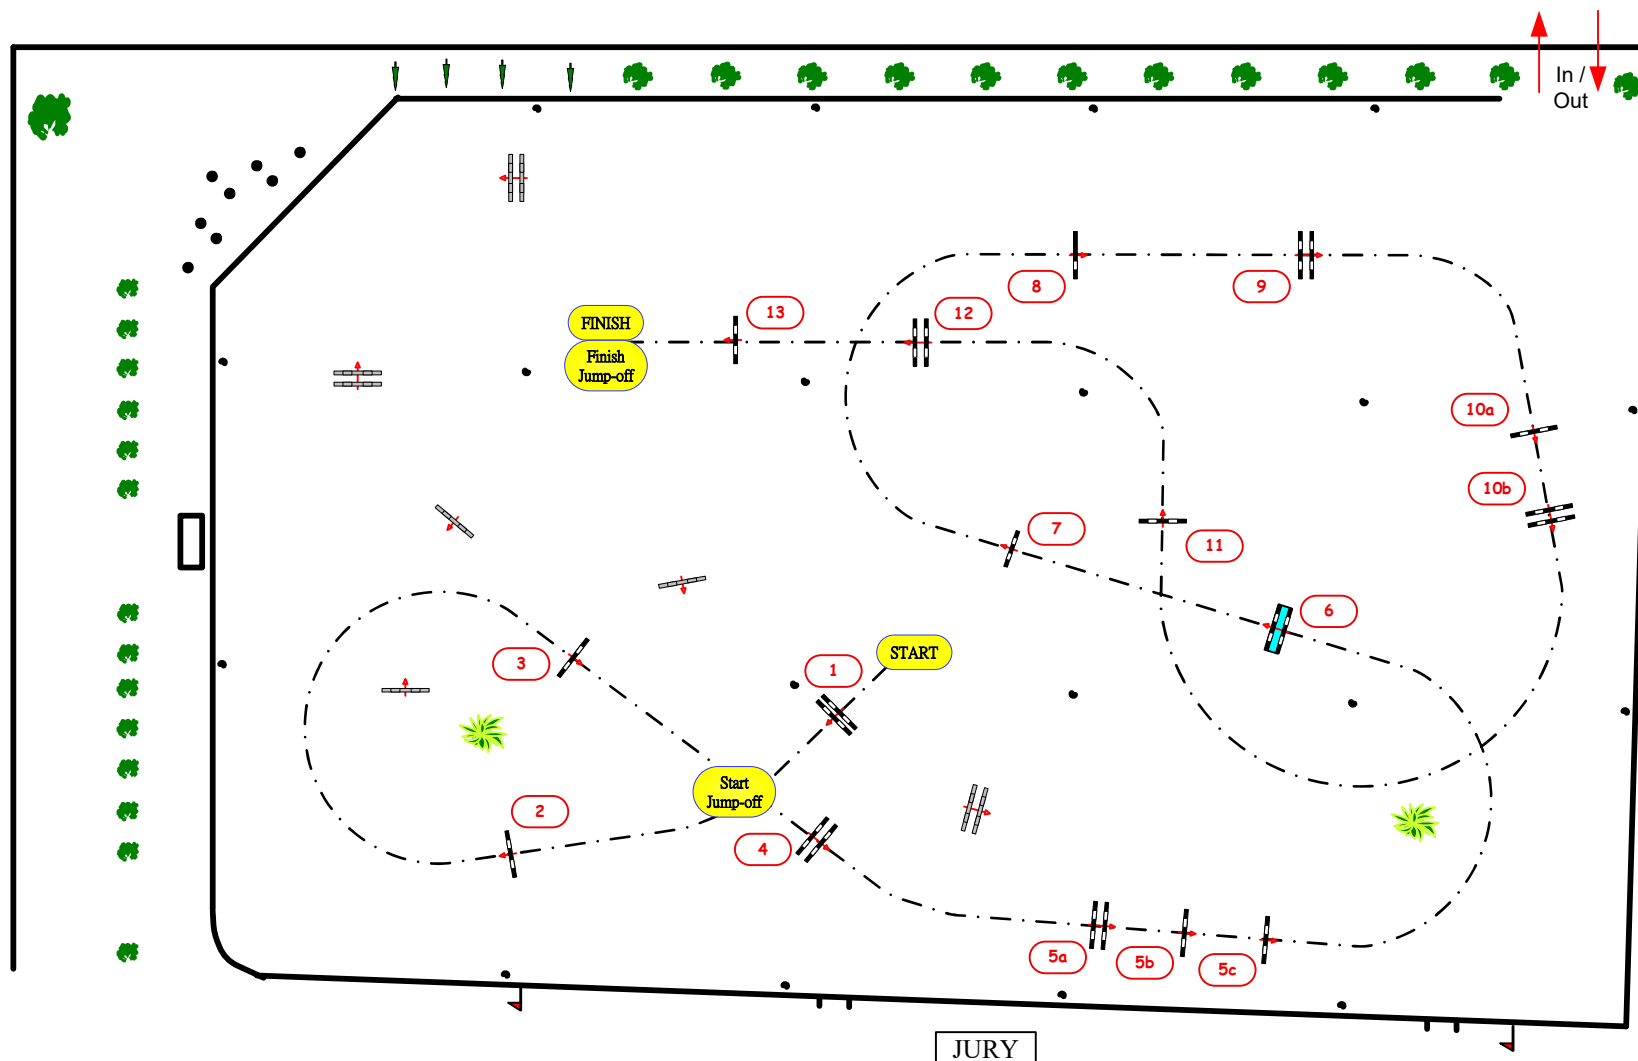 In /
Out
8
9
13
12
FINISH
Finish
Jump-off
10a
10b
7
11
6
3
1
START
Start
Jump-off
2
4
5a
5b
5c
JURY